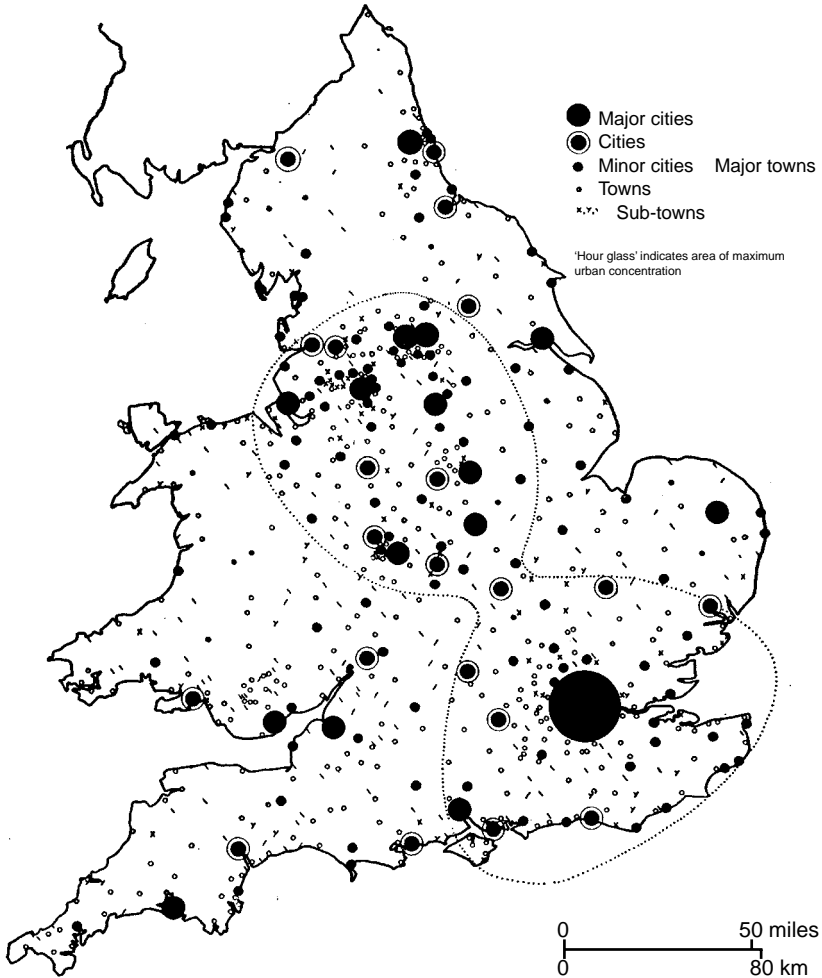 Major cities
Cities
Minor cities Major towns
Towns
Sub-towns
‘Hour glass’ indicates area of maximum
urban concentration
0 50 miles
0 80 km